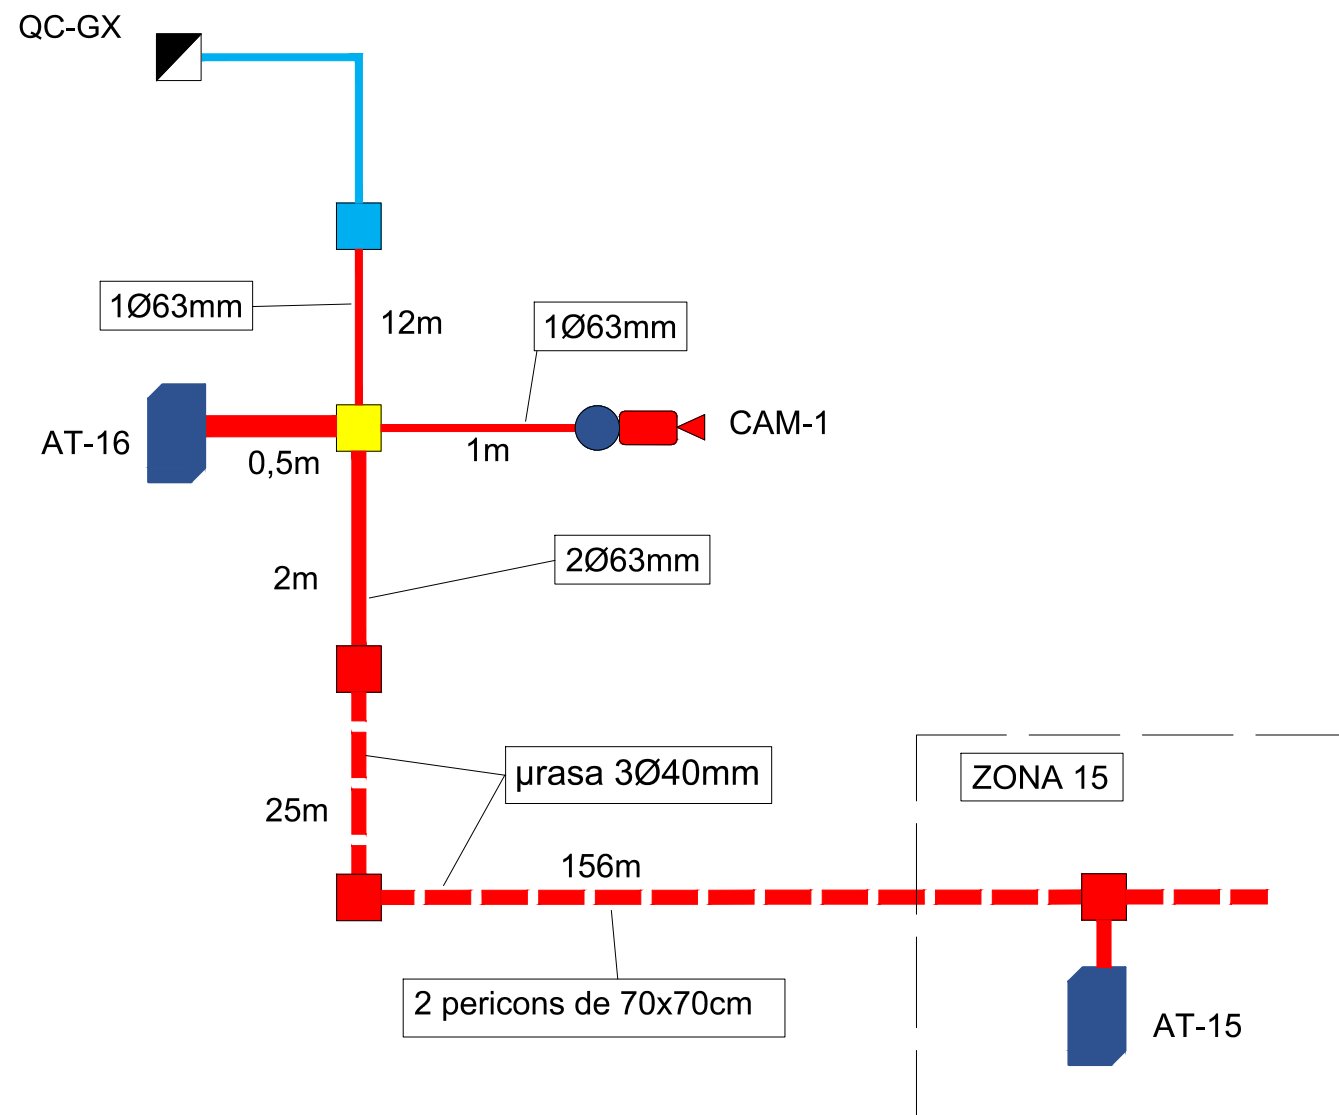 QC-GX
1Ø63mm
12m
1Ø63mm
CAM-1
AT-16
0,5m
1m
2Ø63mm
2m
µrasa 3Ø40mm
ZONA 15
25m
156m
2 pericons de 70x70cm
AT-15